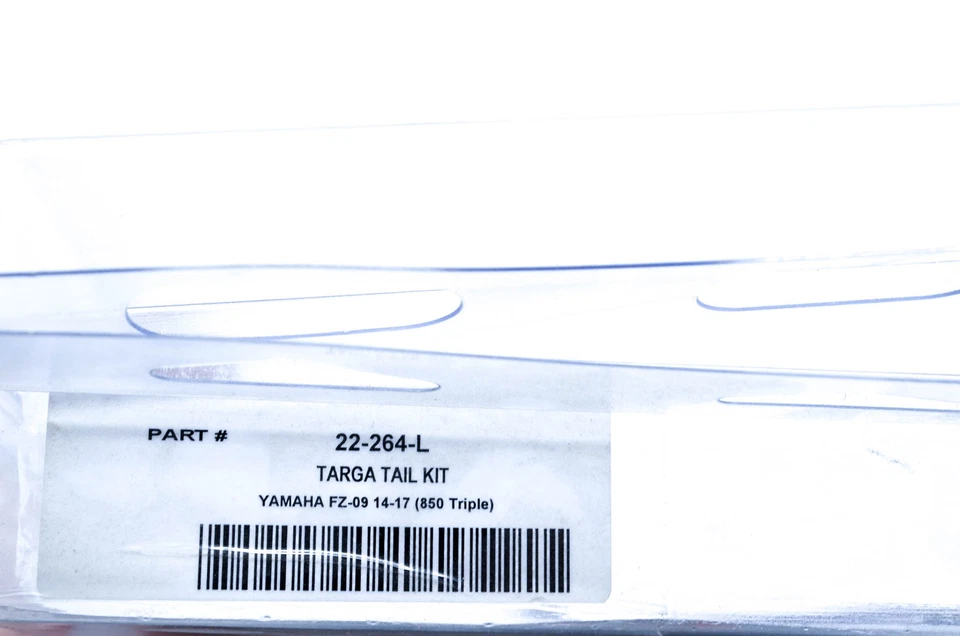 PART # 22-264-L
TARGA TAIL KIT
YAMAHA FZ-09 14-17 (850 Triple)